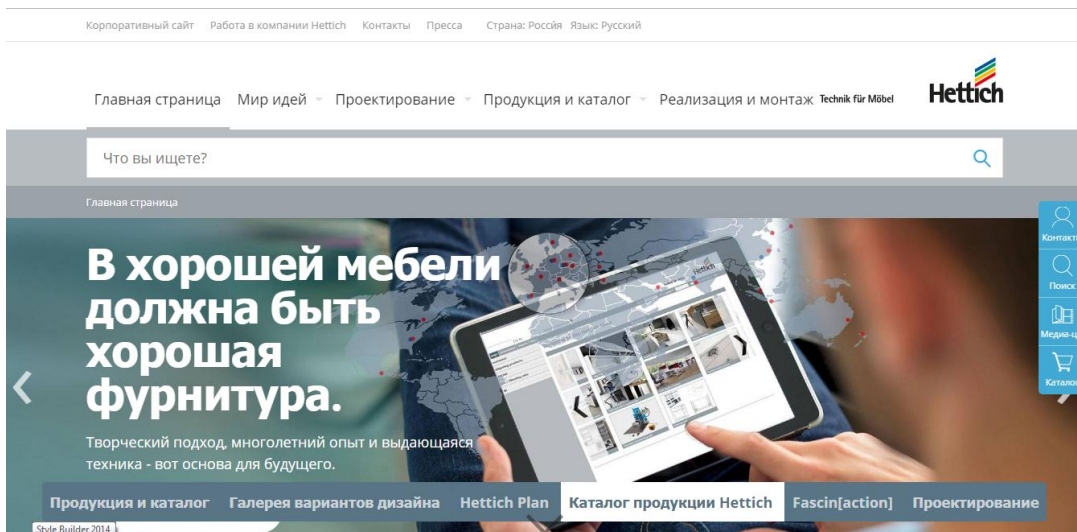 Корпоративный сайт Работа в компании Hettich Контакты Пресса Страна: Россия Язык: Русский
Главная страница Мир идей Проектирование Продукция и каталог Реализация и монтаж Technik für Möbel Hettich
Что вы ищете?
Главная страница
В хорошей мебели
должна быть
хорошая
фурнитура.
Творческий подход, многолетний опыт и выдающаяся
техника - вот основа для будущего.
Контакты
Поиск
Медиа-ц
Каталог
Hettich
Продукция и каталог Галерея вариантов дизайна Hettich Plan Каталог продукции Hettich Fascin[action] Проектирование
Style Builder 2014